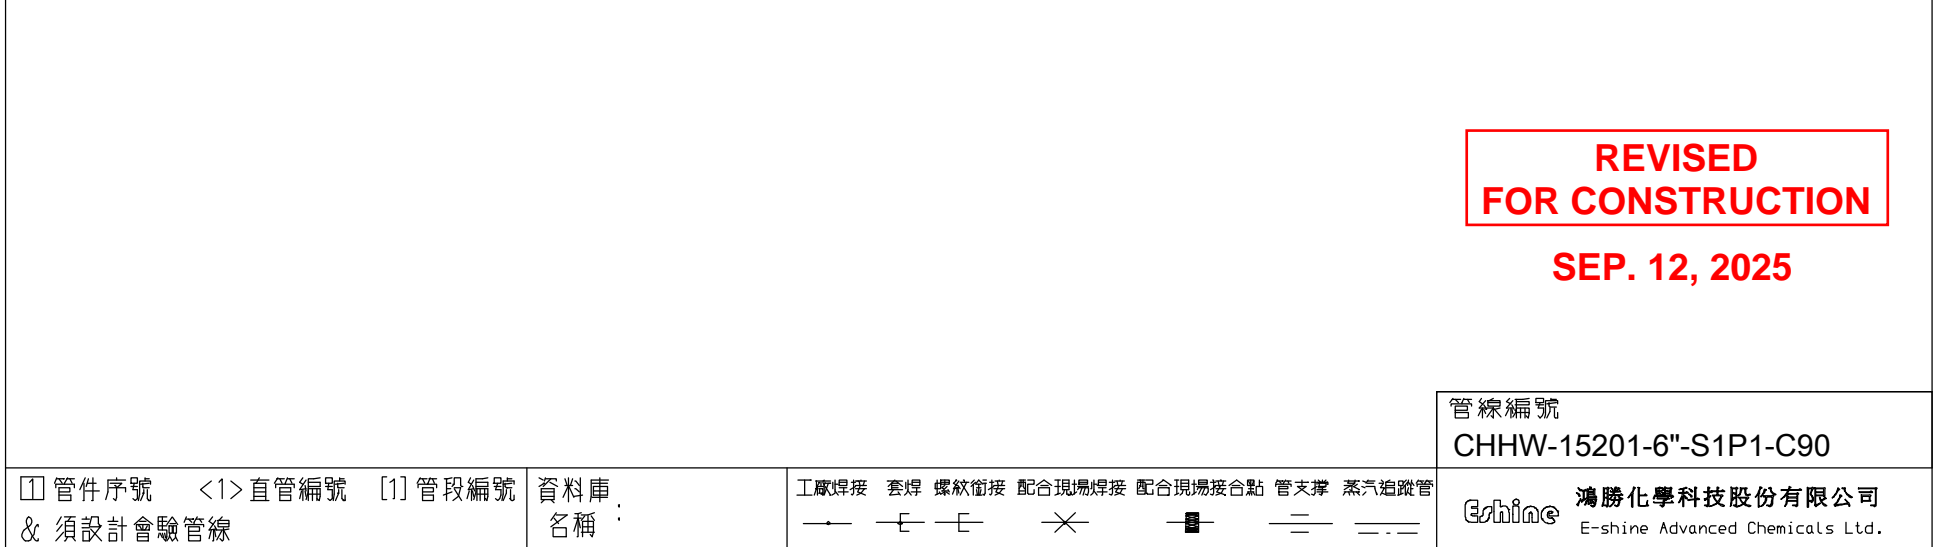 REVISED
FOR CONSTRUCTION
SEP. 12, 2025
管線編號
CHHW-15201-6"-S1P1-C90
1 管件序號 <1>直管編號 [1] 管段編號
& 須設計會驗管線
資料庫
名稱 :
工廠焊接 套焊 螺紋銜接 配合現場焊接 配合現場接合點 管支撐 蒸汽追蹤管
Eshine
鴻勝化學科技股份有限公司
E-shine Advanced Chemicals Ltd.